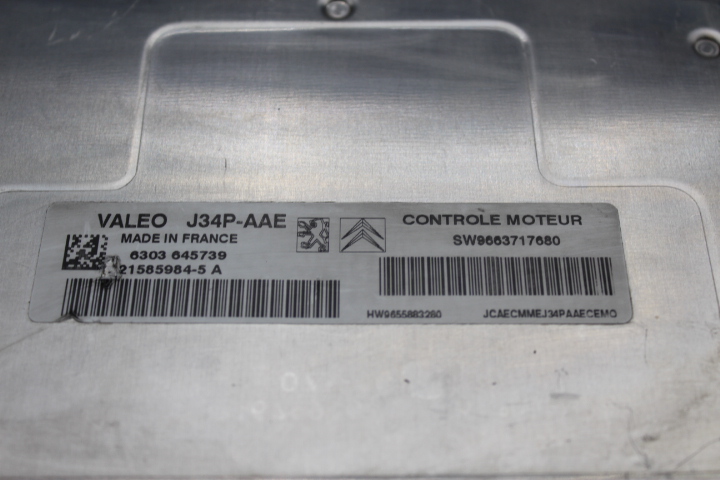 VALEO J34P-AAE
MADE IN FRANCE
6303 645739
21585984-5 A
CONTROLE MOTEUR
SW9663717680
HW9655883280
JCAECMMEJ34PAAECEMO